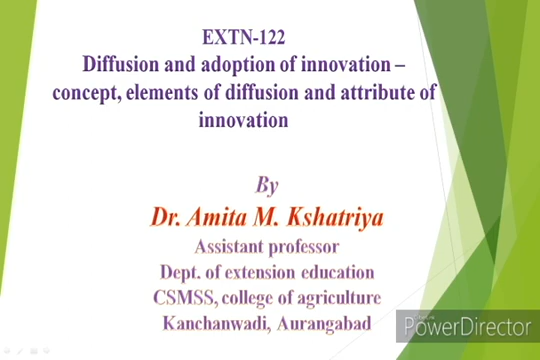 EXTN-122
Diffusion and adoption of innovation –
concept, elements of diffusion and attribute of
innovation
By
Dr. Amita M. Kshatriya
Assistant professor
Dept. of extension education
CSMSS, college of agriculture
Kanchanwadi, Aurangabad
PowerDirector